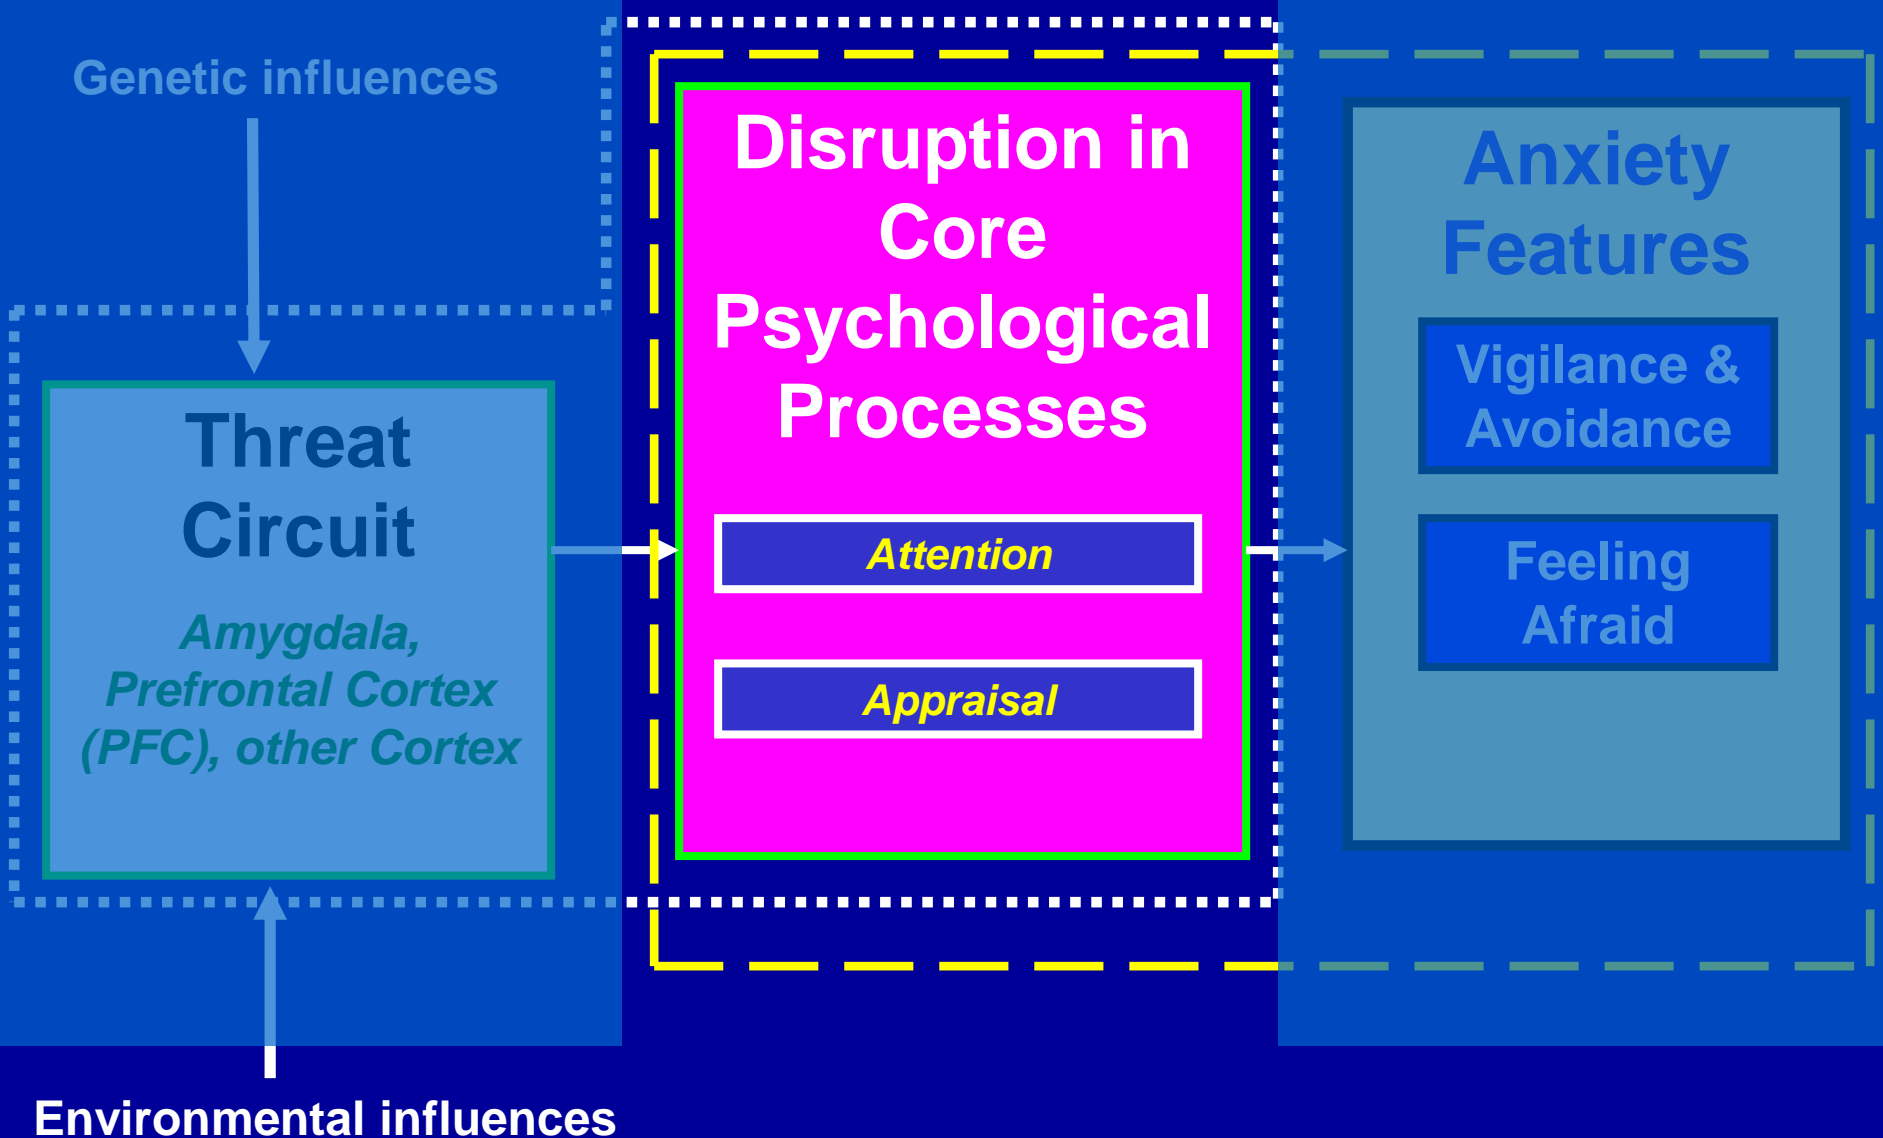 Genetic influences
Threat
Circuit
Amygdala,
Prefrontal Cortex
(PFC), other Cortex
Environmental influences
Disruption in
Core
Psychological
Processes
Attention
Appraisal
Anxiety
Features
Vigilance &
Avoidance
Feeling
Afraid